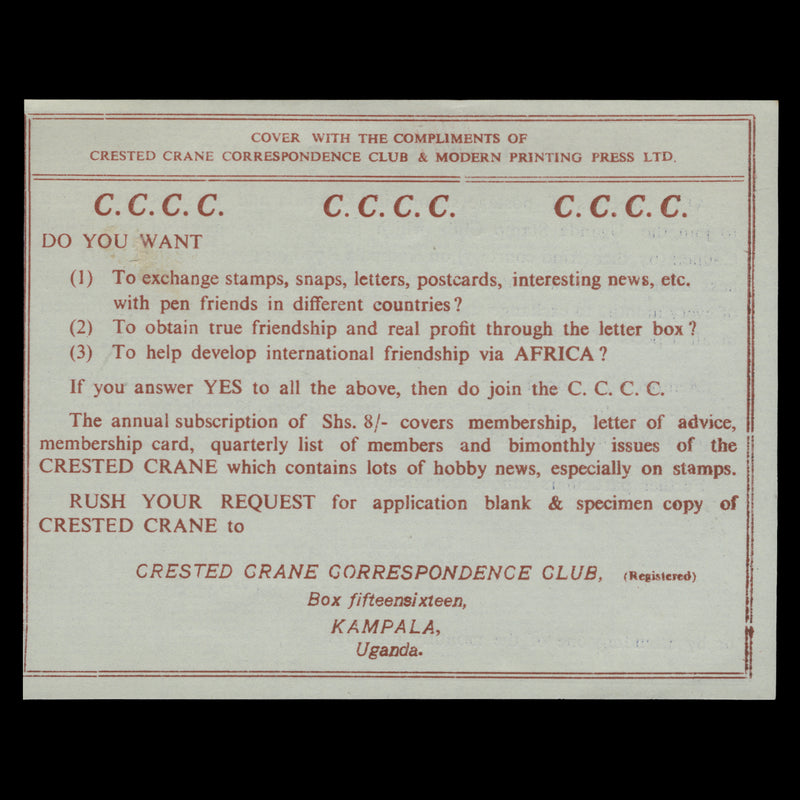 COVER WITH THE COMPLIMENTS OF
CRESTED CRANE CORRESPONDENCE CLUB & MODERN PRINTING PRESS LTD.
C. C. C. C. C. C. C. C. C. C. C. C.
DO YOU WANT
(1) To exchange stamps, snaps, letters, postcards, interesting news, etc.
with pen friends in different countries?
(2) To obtain true friendship and real profit through the letter box?
(3) To help develop international friendship via AFRICA?
If you answer YES to all the above, then do join the C. C. C. C.
The annual subscription of Shs. 8/- covers membership, letter of advice,
membership card, quarterly list of members and bimonthly issues of the
CRESTED CRANE which contains lots of hobby news, especially on stamps.
RUSH YOUR REQUEST for application blank & specimen copy of
CRESTED CRANE to
CRESTED CRANE CORRESPONDENCE CLUB, (Registered)
Box fifteensixteen,
KAMPALA,
Uganda.